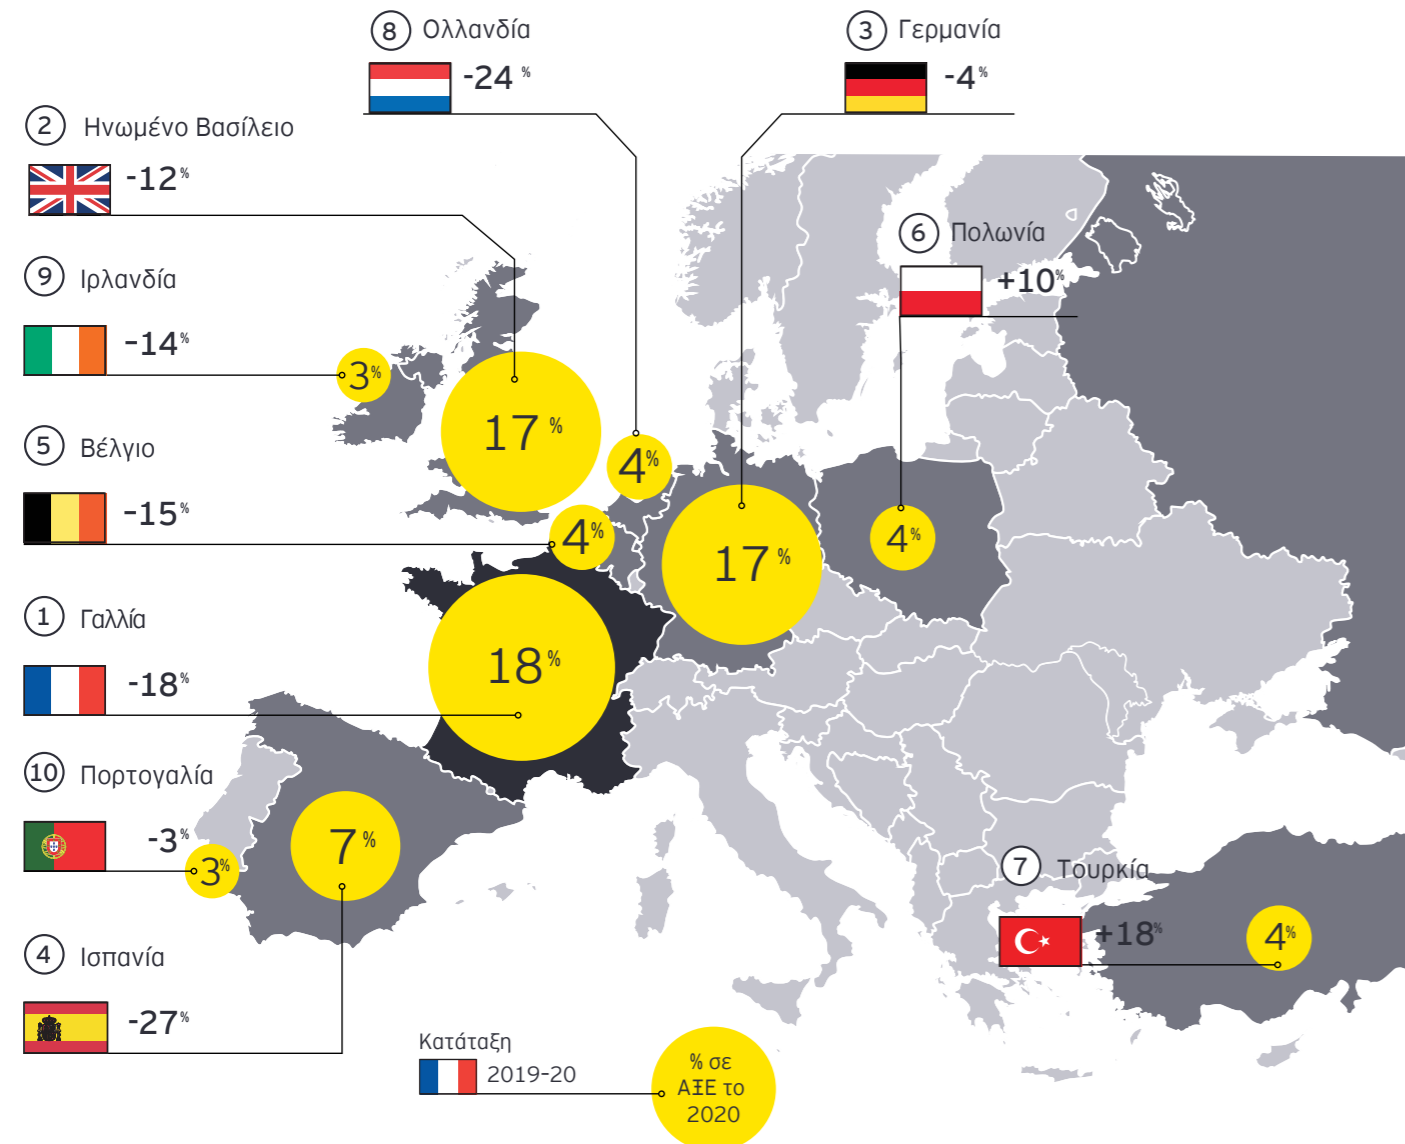 8 Ολλανδία
-24 %
3 Γερμανία
-4 %
2 Ηνωμένο Βασίλειο
-12 %
6 Πολωνία
+10 %
9 Ιρλανδία
-14 %
3 %
17 %
5 Βέλγιο
-15 %
4 %
4 %
17 %
4 %
1 Γαλλία
-18 %
18 %
10 Πορτογαλία
-3 %
3 %
7 %
7 Τουρκία
+18 %
4 %
4 Ισπανία
-27 %
Κατάταξη
2019-20
% σε
ΑΞΕ το
2020